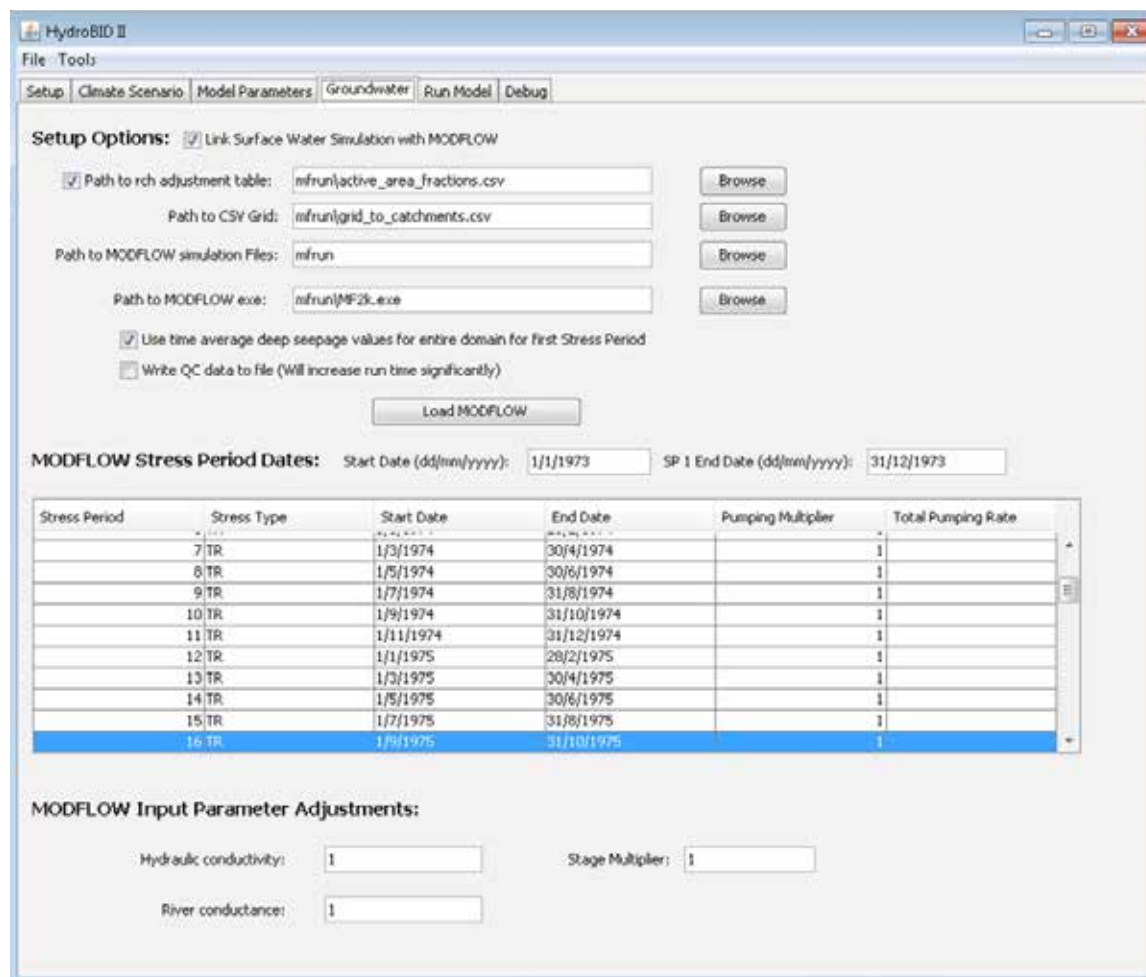 HydroBID II
File Tools
Setup Climate Scenario Model Parameters Groundwater Run Model Debug
Setup Options: Link Surface Water Simulation with MODFLOW
Path to rch adjustment table: mfrun\active_area_fractions.csv Browse
Path to CSV Grid: mfrun\grid_to_catchments.csv Browse
Path to MODFLOW simulation Files: mfrun Browse
Path to MODFLOW exe: mfrun\MF2k.exe Browse
Use time average deep seepage values for entire domain for first Stress Period
Write QC data to file (Will increase run time significantly)
Load MODFLOW
MODFLOW Stress Period Dates: Start Date (dd/mm/yyyy): 1/1/1973 SP 1 End Date (dd/mm/yyyy): 31/12/1973
Stress Period Stress Type Start Date End Date Pumping Multiplier Total Pumping Rate
7 TR 1/3/1974 30/4/1974 1
8 TR 1/5/1974 30/6/1974 1
9 TR 1/7/1974 31/8/1974 1
10 TR 1/9/1974 31/10/1974 1
11 TR 1/11/1974 31/12/1974 1
12 TR 1/1/1975 28/2/1975 1
13 TR 1/3/1975 30/4/1975 1
14 TR 1/5/1975 30/6/1975 1
15 TR 1/7/1975 31/8/1975 1
16 TR 1/9/1975 31/10/1975 1
MODFLOW Input Parameter Adjustments:
Hydraulic conductivity: 1 Stage Multiplier: 1
River conductance: 1